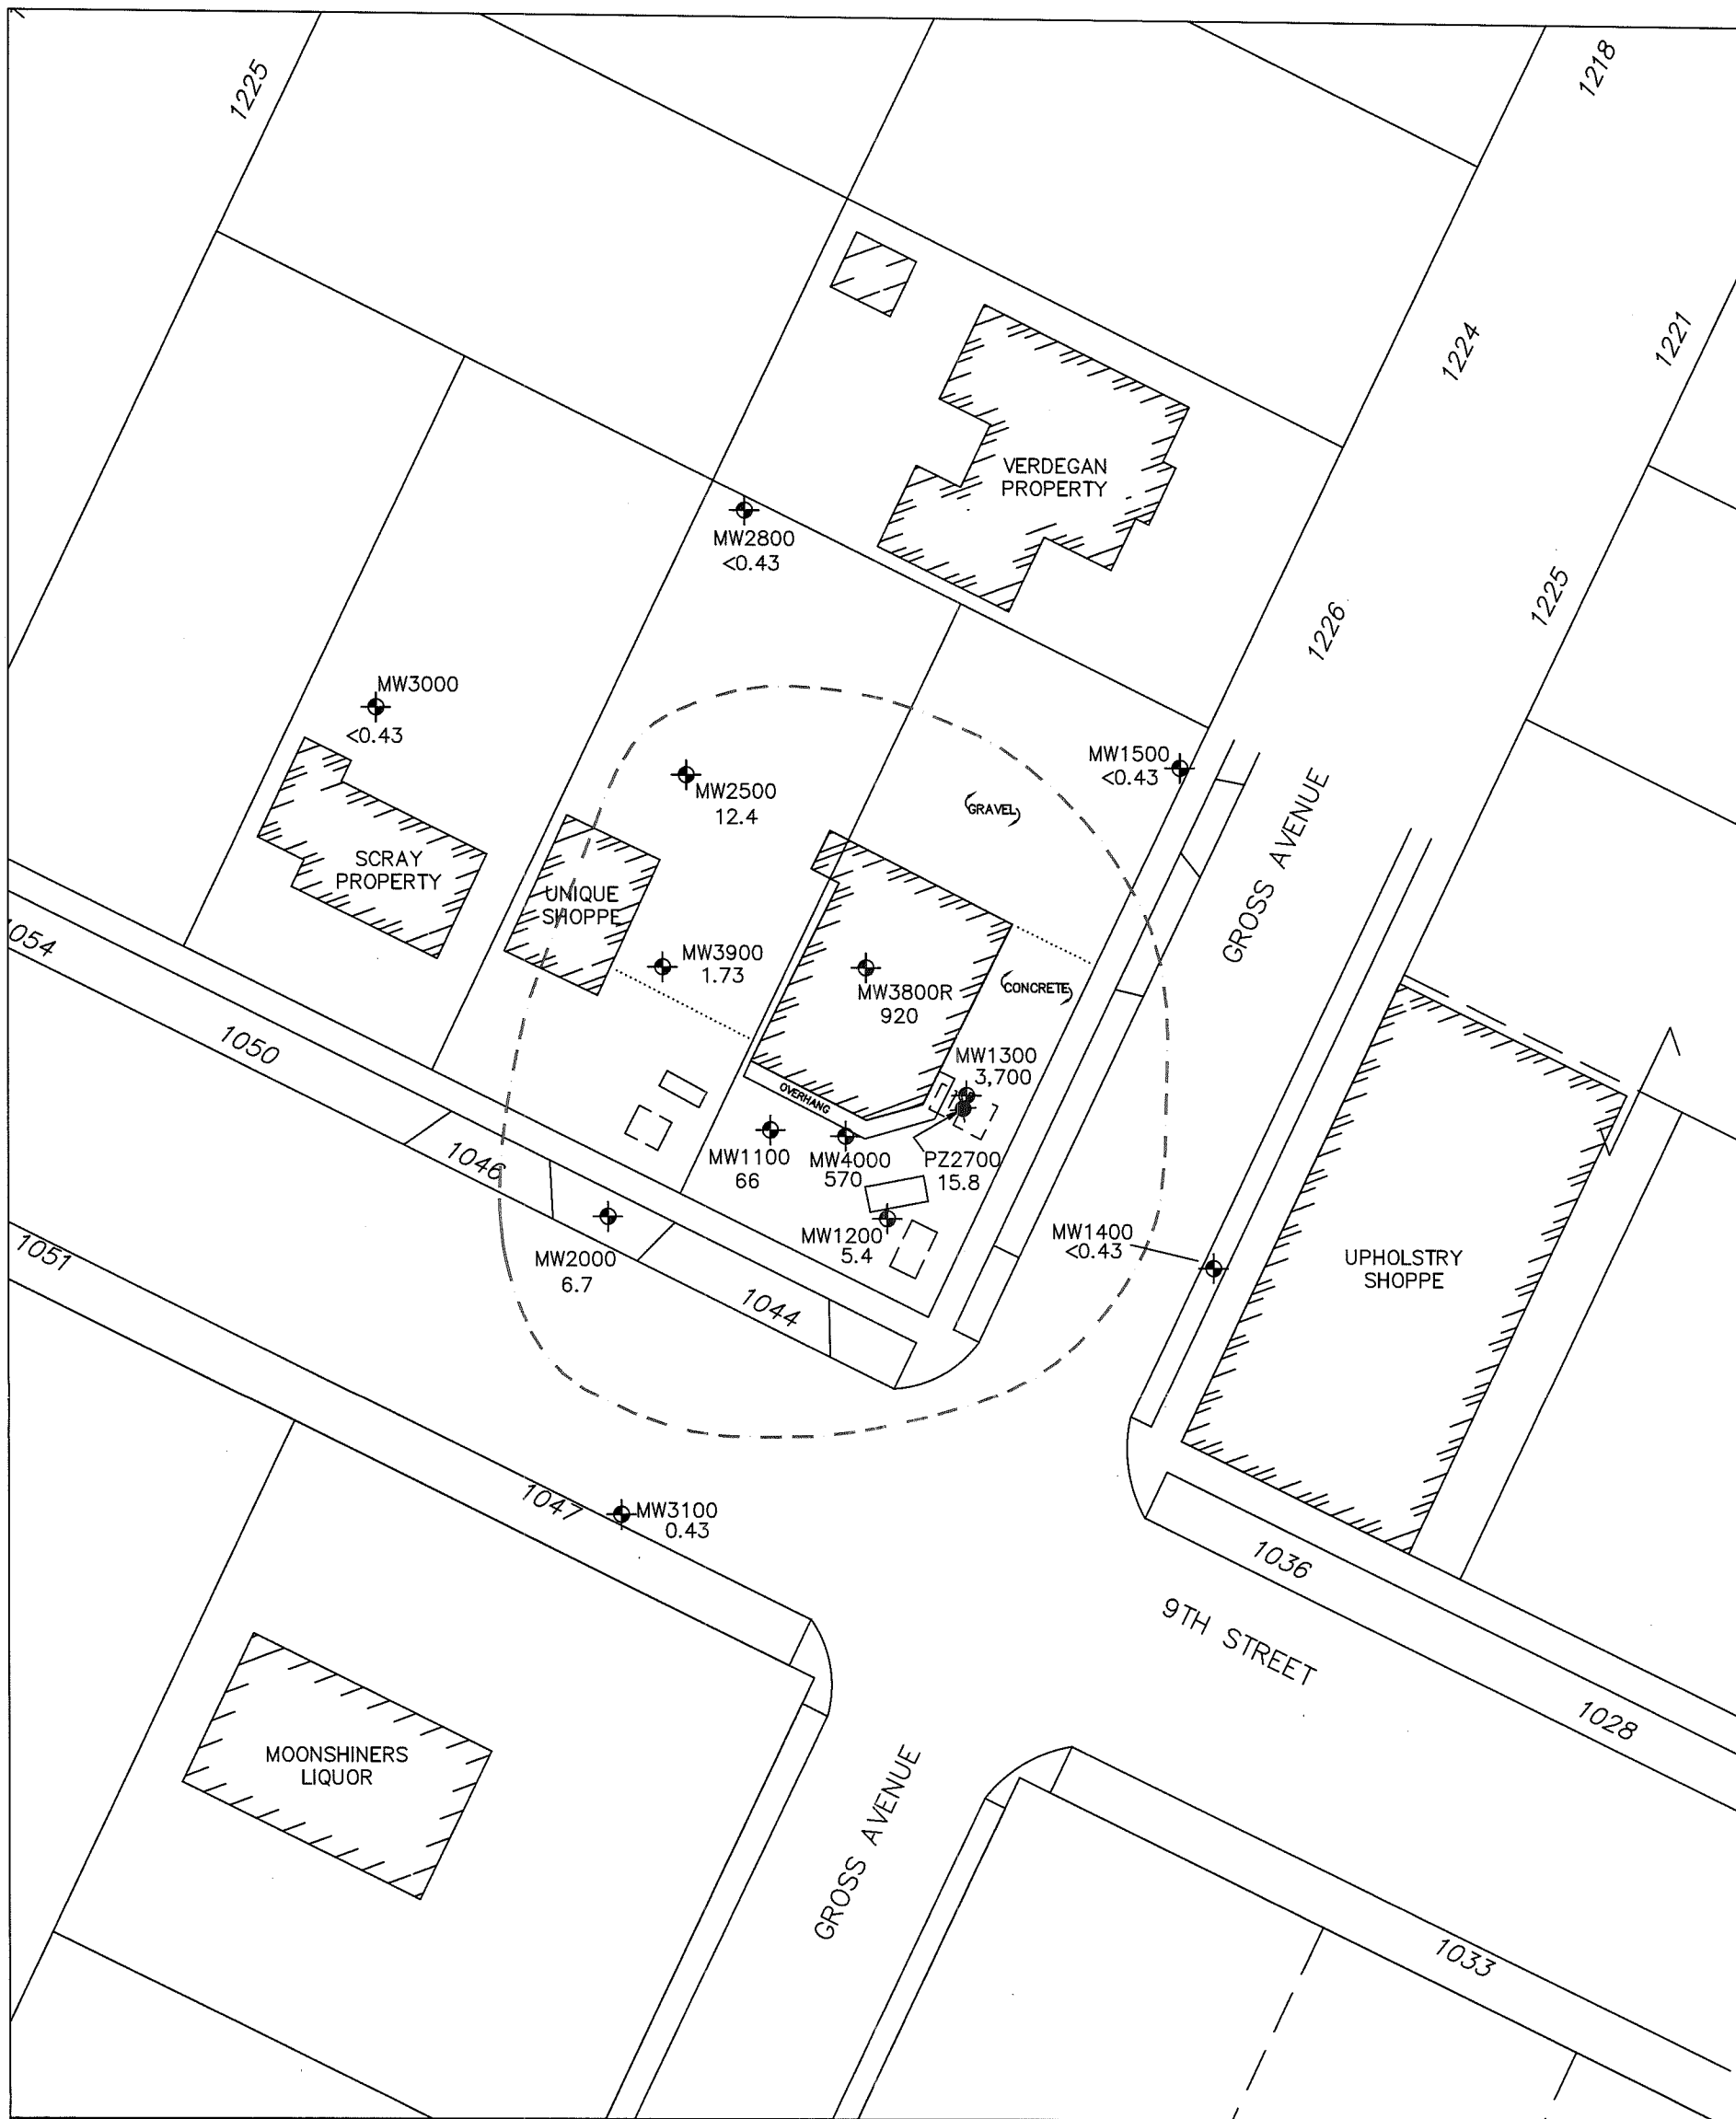 1225
1218
1224
1221
VERDEGAN
PROPERTY
MW2800
<0.43
1225
1226
MW3000
<0.43
MW1500
<0.43
MW2500
12.4
GRAVEL
GROSS AVENUE
SCRAY
PROPERTY
UNIQUE
SHOPPE
1054
MW3900
1.73
MW3800R
920
CONCRETE
1050
MW1300
3,700
OVERHANG
1046
MW1100
66
MW4000
570
PZ2700
15.8
1051
MW2000
6.7
MW1200
5.4
MW1400
<0.43
UPHOLSTRY
SHOPPE
1044
1047
MW3100
0.43
1036
9TH STREET
1028
MOONSHINERS
LIQUOR
GROSS AVENUE
1033